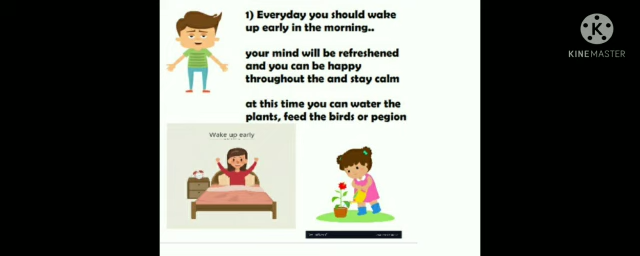 1) Everyday you should wake
up early in the morning..
your mind will be refreshened
and you can be happy
throughout the and stay calm
at this time you can water the
plants, feed the birds or pegion
Wake up early
KINEMASTER